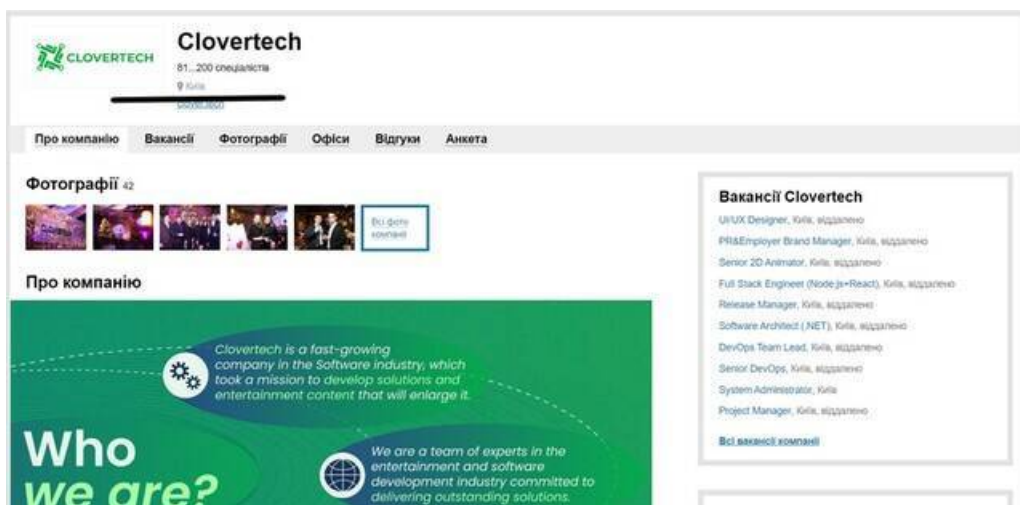 CLOVERTECH
Clovertech
81...200 спеціалістів
Київ
Про компанію Вакансії Фотографії Офіси Відгуки Анкета
Фотографії 42
Всі фото
компанії
Про компанію
Clovertech is a fast-growing
company in the Software industry, which
took a mission to develop solutions and
entertainment content that will enlarge it.
Who
we are?
We are a team of experts in the
entertainment and software
development industry committed to
delivering outstanding solutions.
Вакансії Clovertech
UI/UX Designer, Київ, віддалено
PR&Employer Brand Manager, Київ, віддалено
Senior 2D Animator, Київ, віддалено
Full Stack Engineer (Node.js+React), Київ, віддалено
Release Manager, Київ, віддалено
Software Architect (.NET), Київ, віддалено
DevOps Team Lead, Київ, віддалено
Senior DevOps, Київ, віддалено
System Administrator, Київ
Project Manager, Київ, віддалено
Всі вакансії компанії